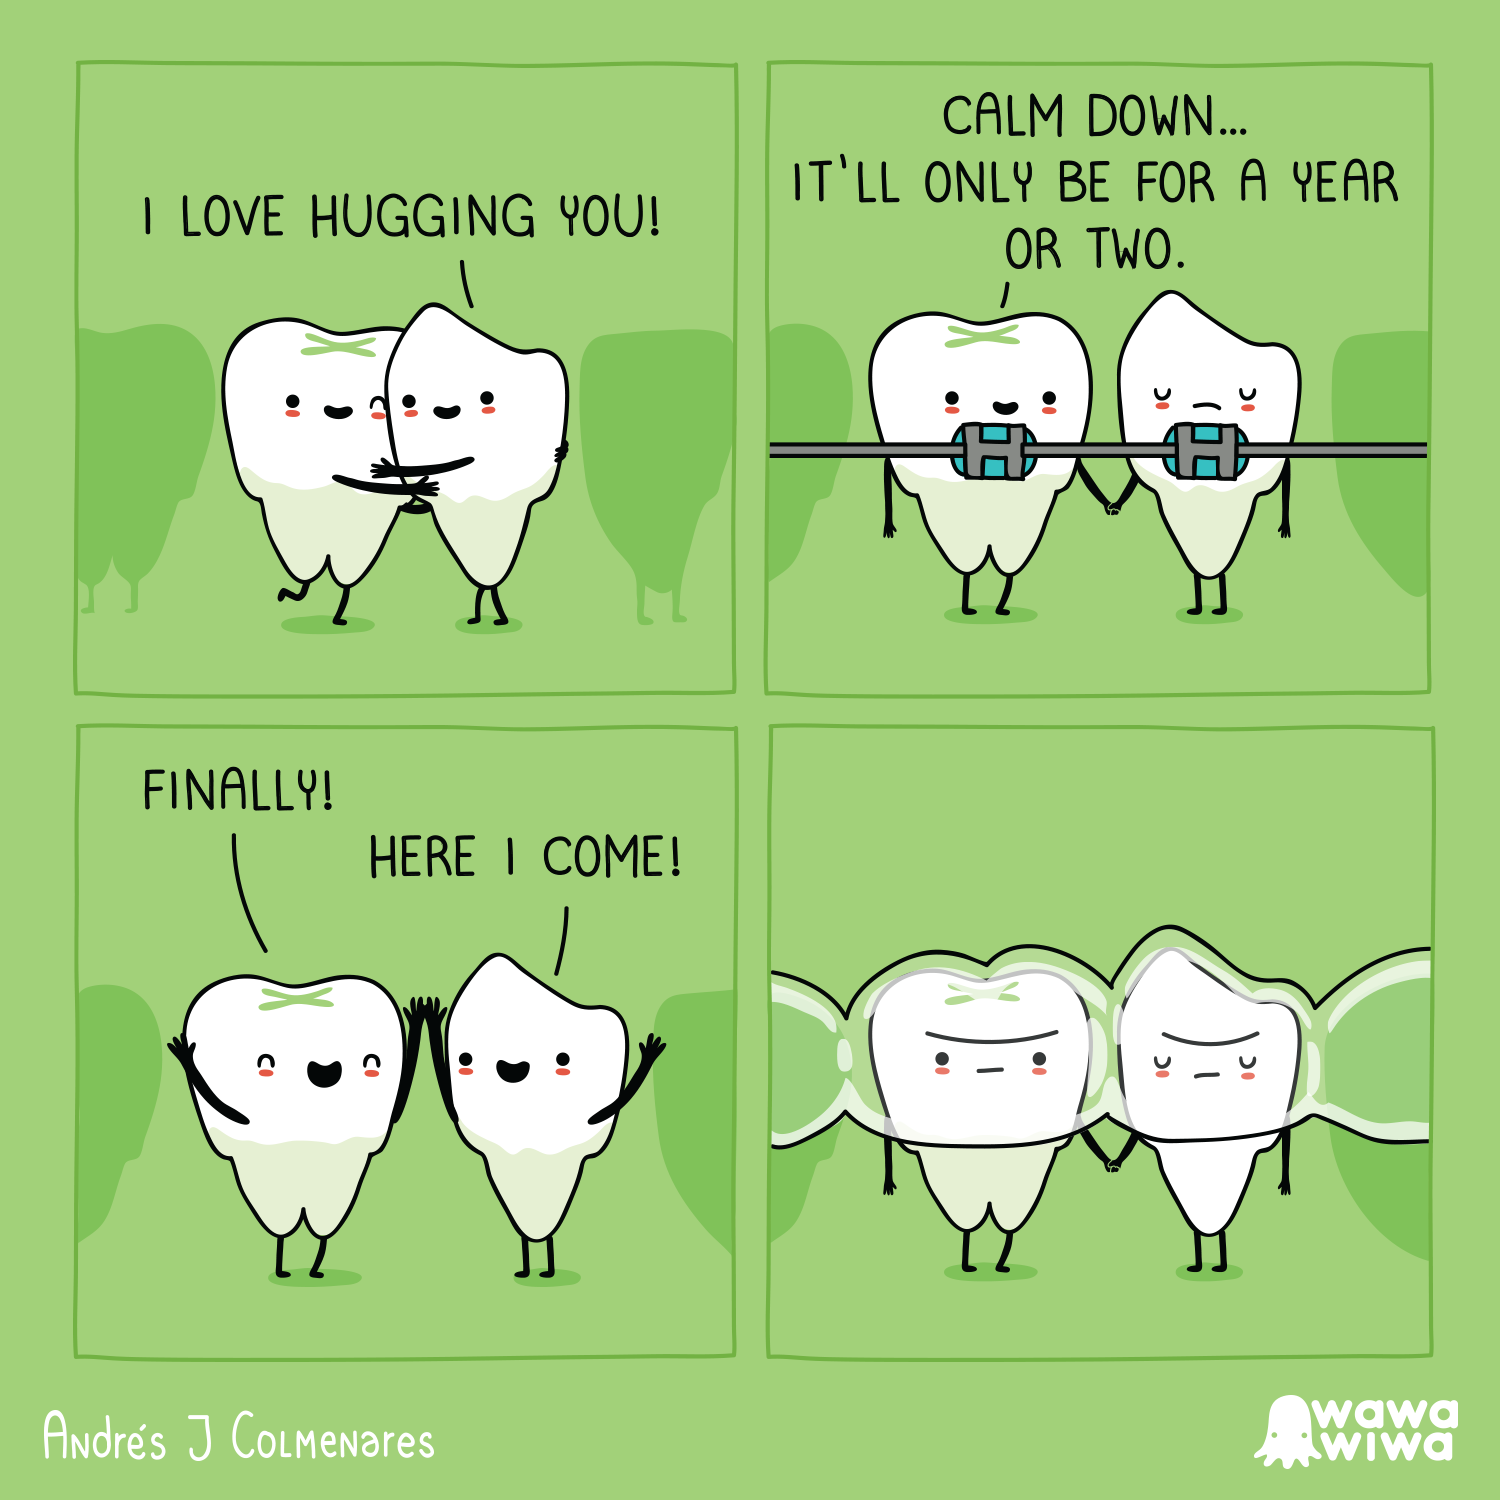 I LOVE HUGGING YOU!
CALM DOWN...
IT'LL ONLY BE FOR A YEAR
OR TWO.
FINALLY!
HERE I COME!
ANDRéS J COLMENARES
wawa
wiwa